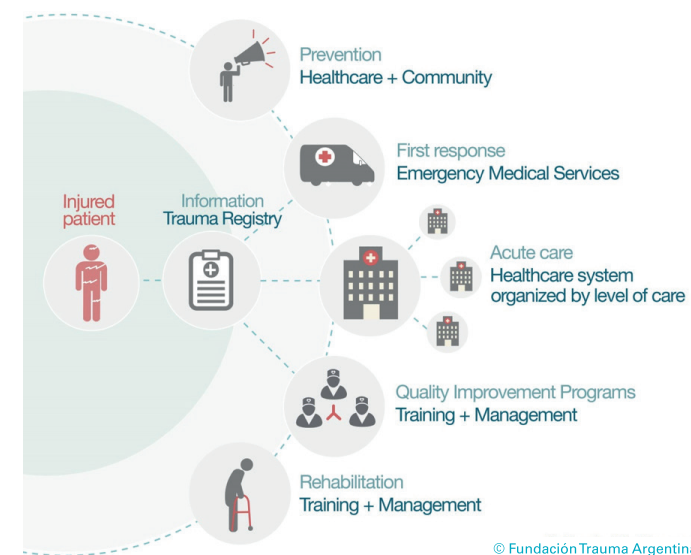 Prevention
Healthcare + Community
First response
Emergency Medical Services
Injured
patient
Information
Trauma Registry
Acute care
Healthcare system
organized by level of care
Quality Improvement Programs
Training + Management
Rehabilitation
Training + Management
© Fundación Trauma Argentina